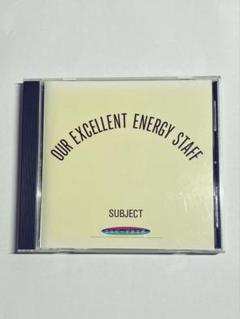 OUR EXCELLENT ENERGY STAFF
SUBJECT